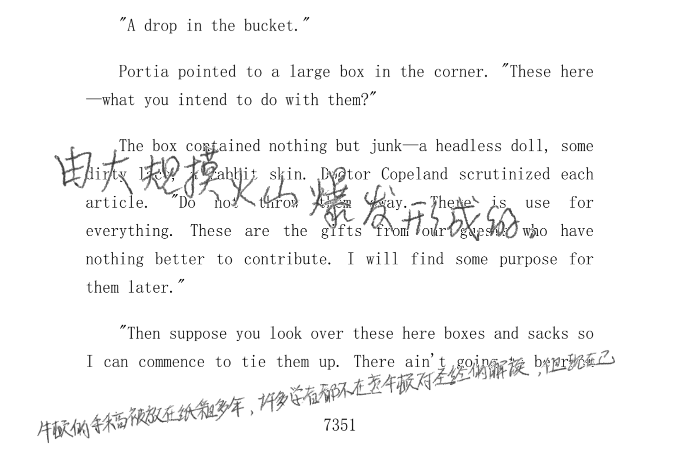 "A drop in the bucket."
Portia pointed to a large box in the corner. "These here
—what you intend to do with them?"
The box contained nothing but junk—a headless doll, some
dirty lace, a rabbit skin. Doctor Copeland scrutinized each
由大规摸火山爆发形成的,
article. "Do not throw them away. There is use for
everything. These are the gifts from our guests who have
nothing better to contribute. I will find some purpose for
them later."
"Then suppose you look over these here boxes and sacks so
I can commence to tie them up. There ain't going
牛顿的手稿被放在纸箱多年,许多学者都不在意牛顿对圣经的解读,但现在已
7351